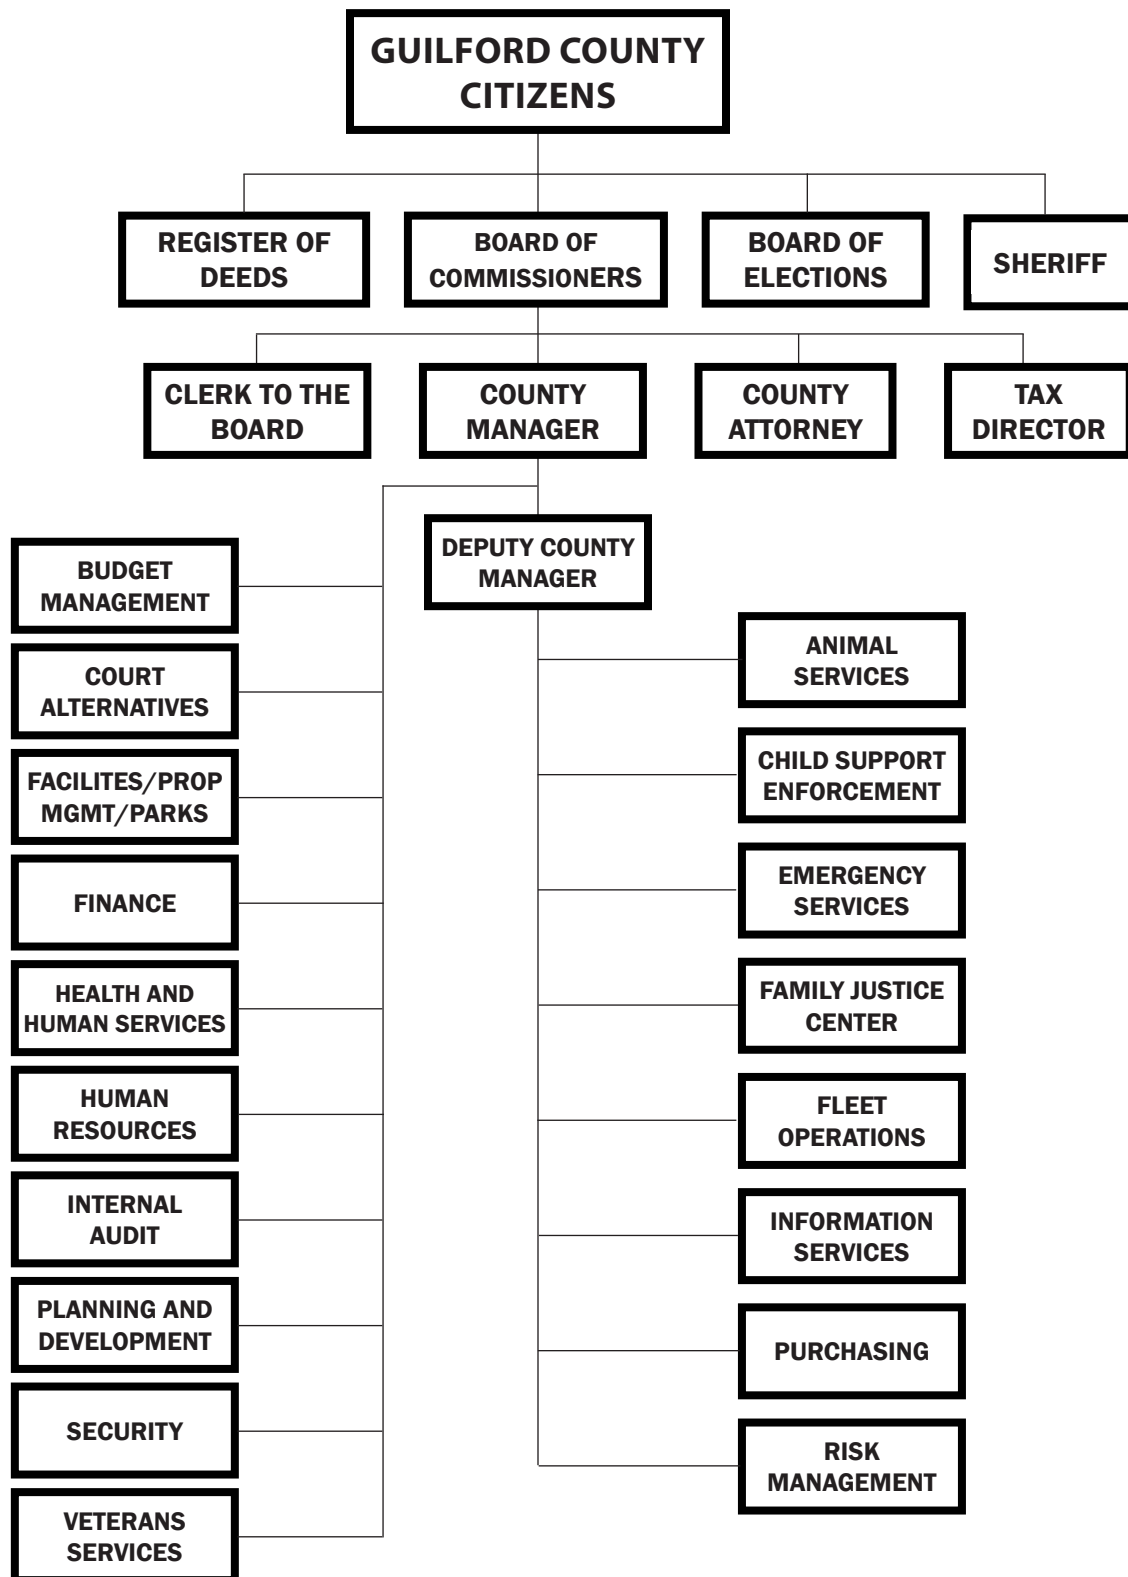 GUILFORD COUNTY
CITIZENS
REGISTER OF
DEEDS
BOARD OF
COMMISSIONERS
BOARD OF
ELECTIONS
SHERIFF
CLERK TO THE
BOARD
COUNTY
MANAGER
COUNTY
ATTORNEY
TAX
DIRECTOR
DEPUTY COUNTY
MANAGER
BUDGET
MANAGEMENT
COURT
ALTERNATIVES
FACILITES/PROP
MGMT/PARKS
FINANCE
HEALTH AND
HUMAN SERVICES
HUMAN
RESOURCES
INTERNAL
AUDIT
PLANNING AND
DEVELOPMENT
SECURITY
VETERANS
SERVICES
ANIMAL
SERVICES
CHILD SUPPORT
ENFORCEMENT
EMERGENCY
SERVICES
FAMILY JUSTICE
CENTER
FLEET
OPERATIONS
INFORMATION
SERVICES
PURCHASING
RISK
MANAGEMENT